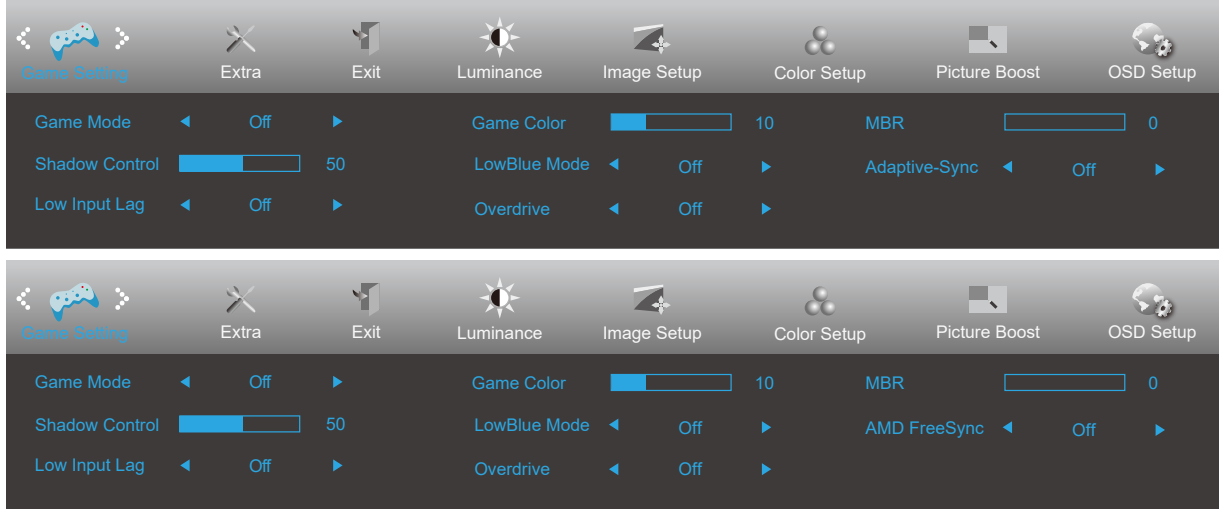 Game Setting Extra Exit Luminance Image Setup Color Setup Picture Boost OSD Setup
Game Mode Off Game Color 10 MBR 0
Shadow Control 50 LowBlue Mode Off Adaptive-Sync Off
Low Input Lag Off Overdrive Off
Game Setting Extra Exit Luminance Image Setup Color Setup Picture Boost OSD Setup
Game Mode Off Game Color 10 MBR 0
Shadow Control 50 LowBlue Mode Off AMD FreeSync Off
Low Input Lag Off Overdrive Off